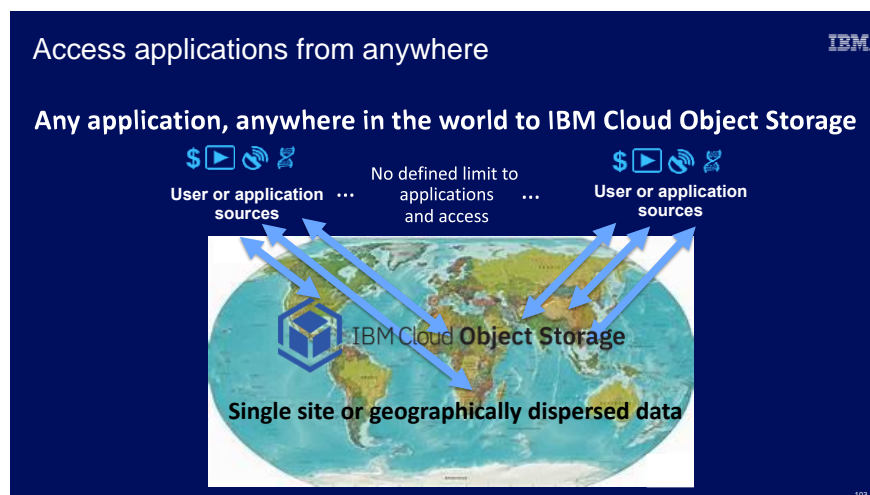 Access applications from anywhere
IBM
Any application, anywhere in the world to IBM Cloud Object Storage
$
User or application
sources
...
No defined limit to
applications
and access
...
$
User or application
sources
IBM Cloud Object Storage
Single site or geographically dispersed data
103